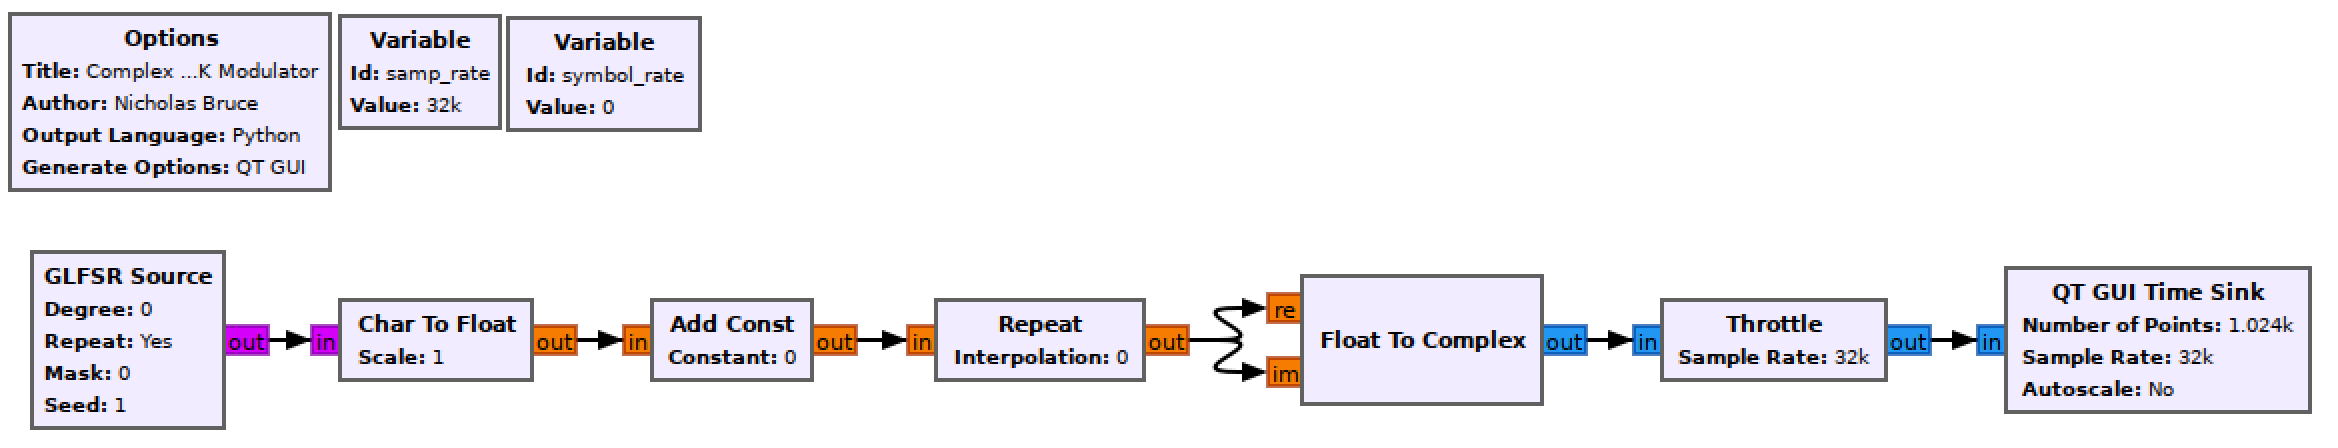 Options
Title: Complex ...K Modulator
Author: Nicholas Bruce
Output Language: Python
Generate Options: QT GUI
Variable
Id: samp_rate
Value: 32k
Variable
Id: symbol_rate
Value: 0
GLFSR Source
Degree: 0
Repeat: Yes
Mask: 0
Seed: 1
out
in
Char To Float
Scale: 1
out
in
Add Const
Constant: 0
out
in
Repeat
Interpolation: 0
out
re
im
Float To Complex
out
in
Throttle
Sample Rate: 32k
out
in
QT GUI Time Sink
Number of Points: 1.024k
Sample Rate: 32k
Autoscale: No